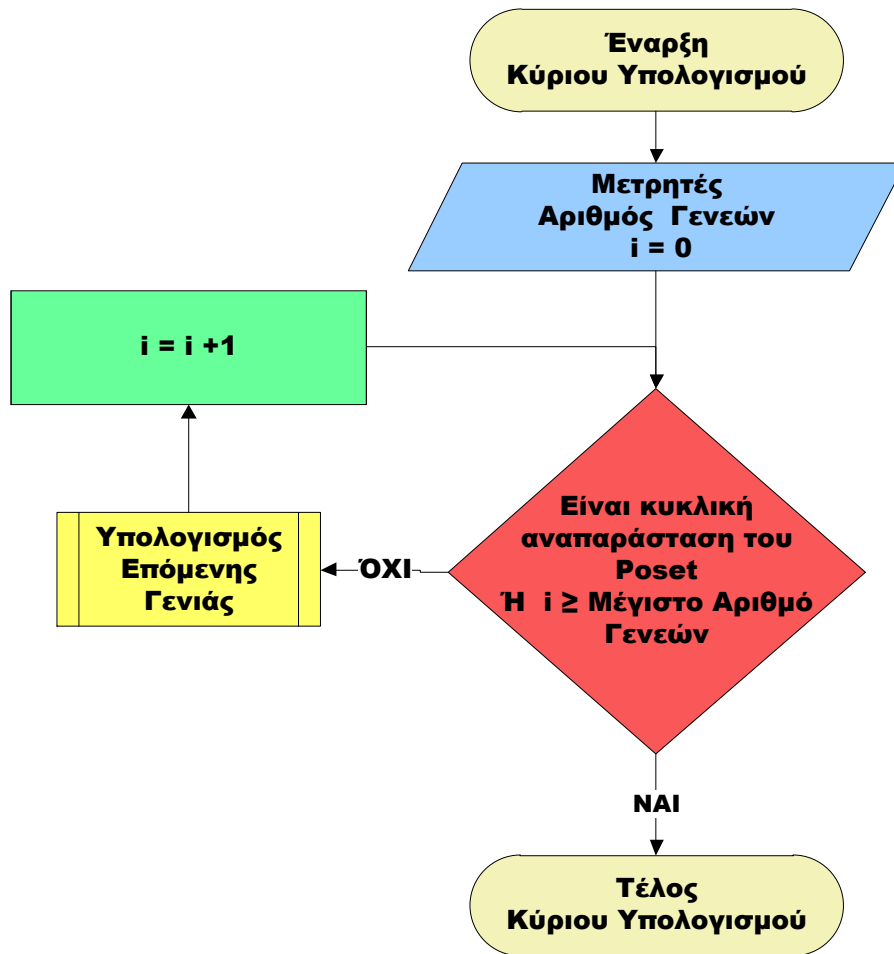 Έναρξη
Κύριου Υπολογισμού
Μετρητές
Αριθμός Γενεών
i = 0
i = i +1
Είναι κυκλική
αναπαράσταση του
Poset
Ή i ≥ Μέγιστο Αριθμό
Γενεών
ΌΧΙ
Υπολογισμός
Επόμενης
Γενιάς
ΝΑΙ
Τέλος
Κύριου Υπολογισμού